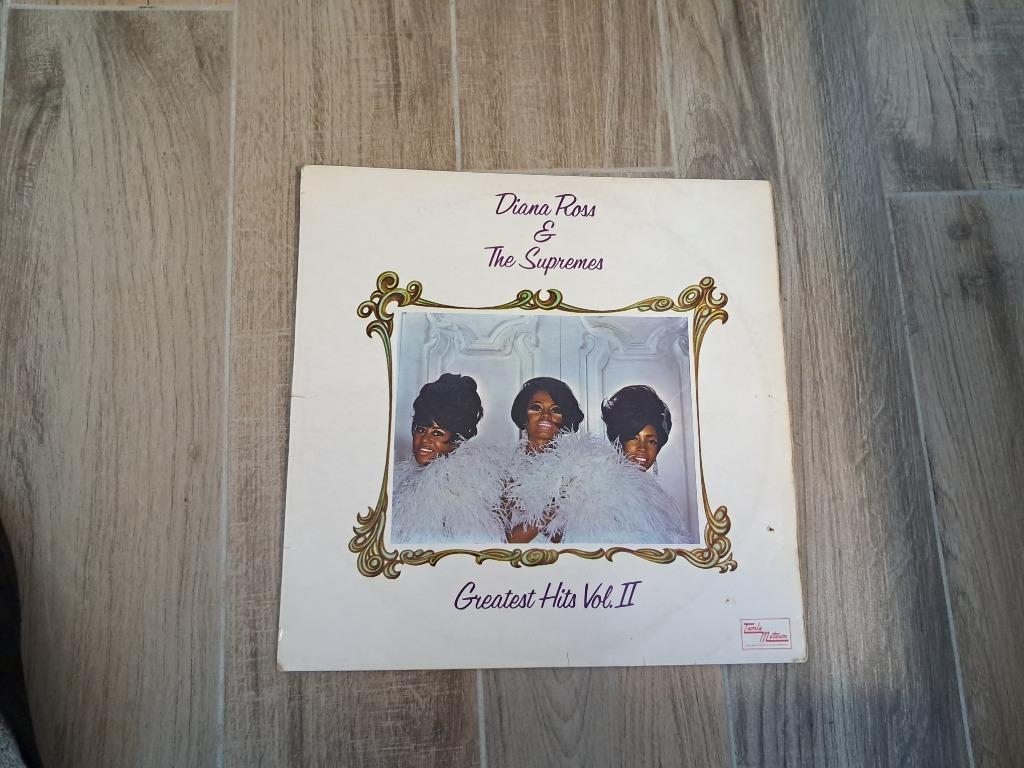 Diana Ross
&
The Supremes
Greatest Hits Vol. II
Tamla
Motown